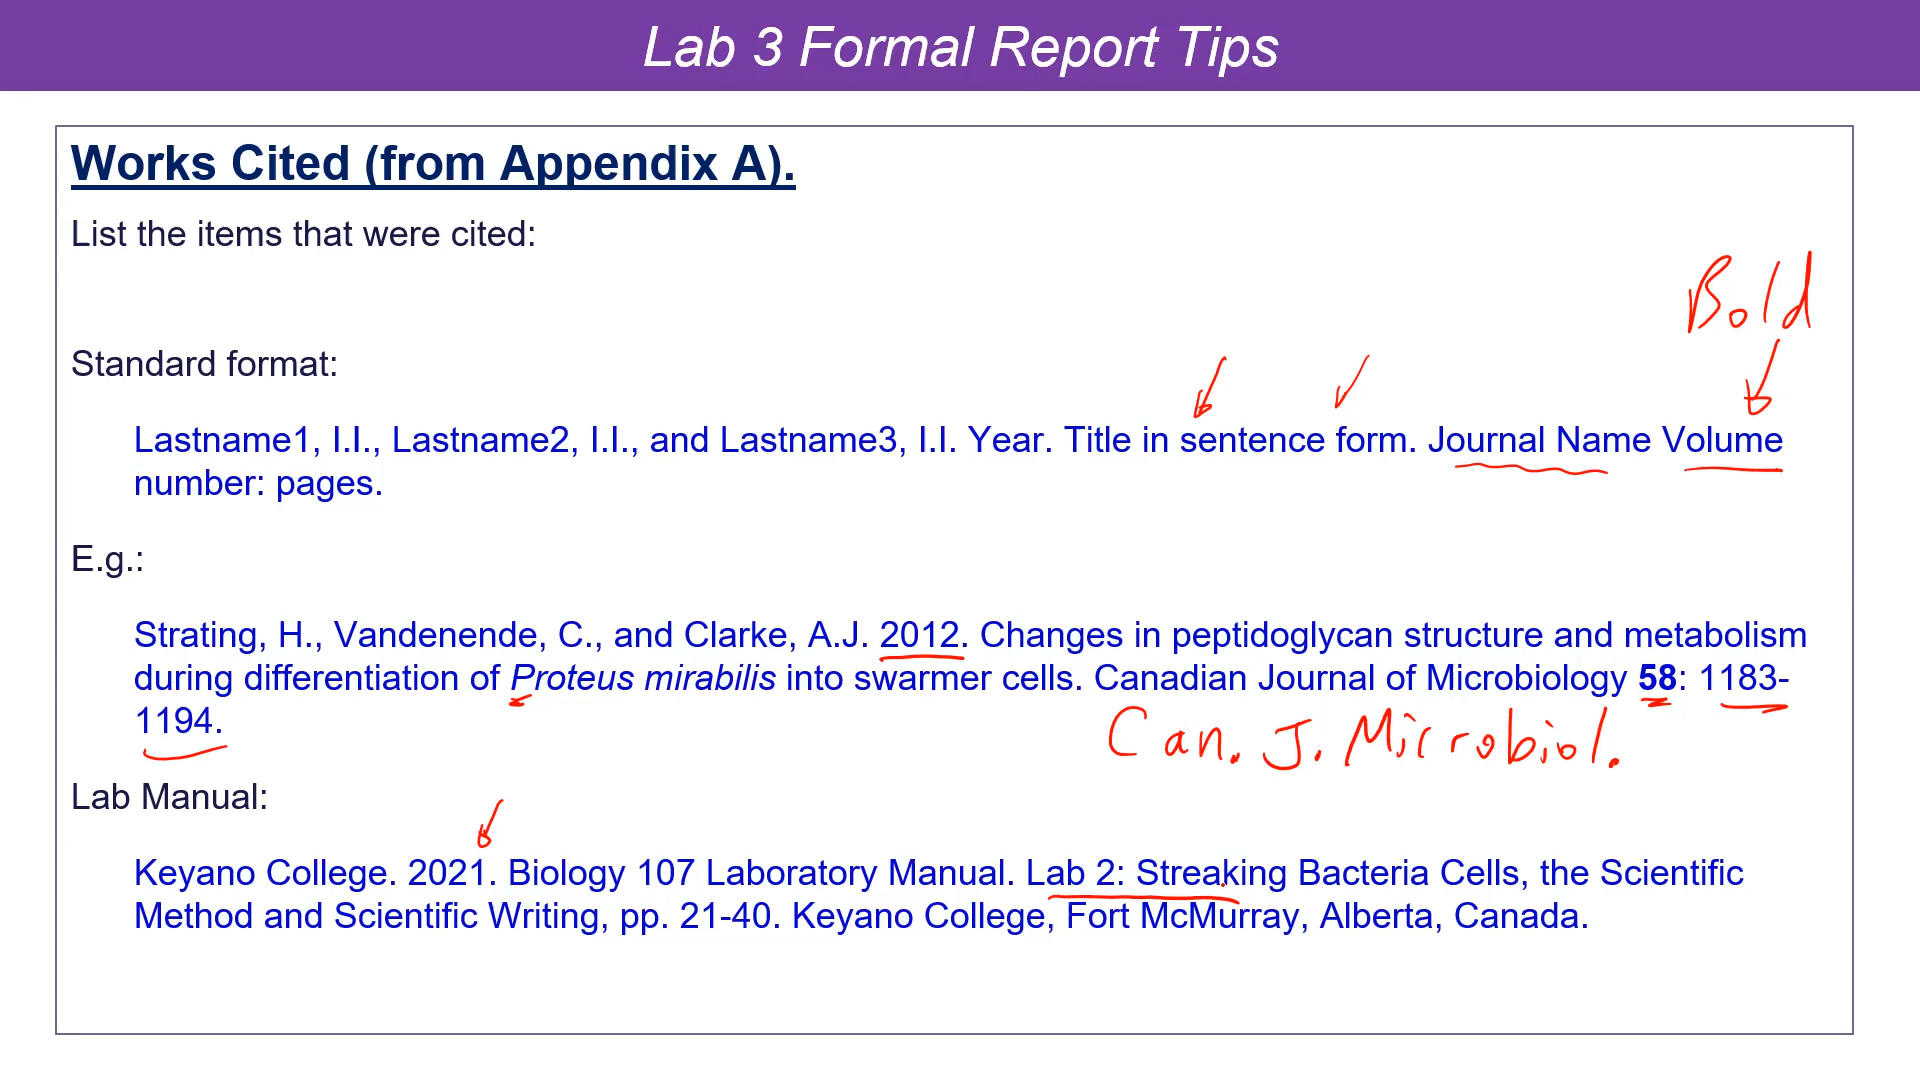 Lab 3 Formal Report Tips
Works Cited (from Appendix A).
List the items that were cited:
Bold
Standard format:
Lastname1, I.I., Lastname2, I.I., and Lastname3, I.I. Year. Title in sentence form. Journal Name Volume
number: pages.
E.g.:
Strating, H., Vandenende, C., and Clarke, A.J. 2012. Changes in peptidoglycan structure and metabolism
during differentiation of Proteus mirabilis into swarmer cells. Canadian Journal of Microbiology 58: 1183-
1194.
Can. J. Microbiol.
Lab Manual:
Keyano College. 2021. Biology 107 Laboratory Manual. Lab 2: Streaking Bacteria Cells, the Scientific
Method and Scientific Writing, pp. 21-40. Keyano College, Fort McMurray, Alberta, Canada.